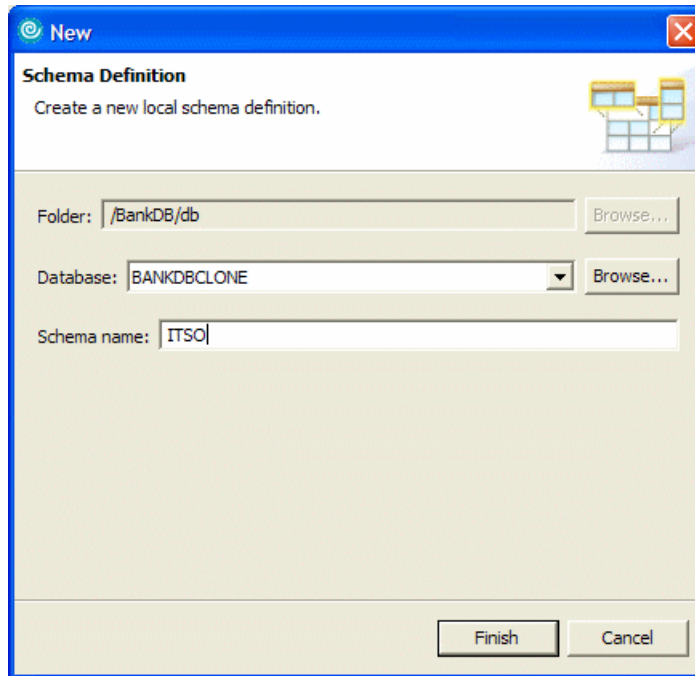 New
Schema Definition
Create a new local schema definition.
Folder: /BankDB/db Browse...
Database: BANKDBCLONE Browse...
Schema name: ITSO
Finish Cancel